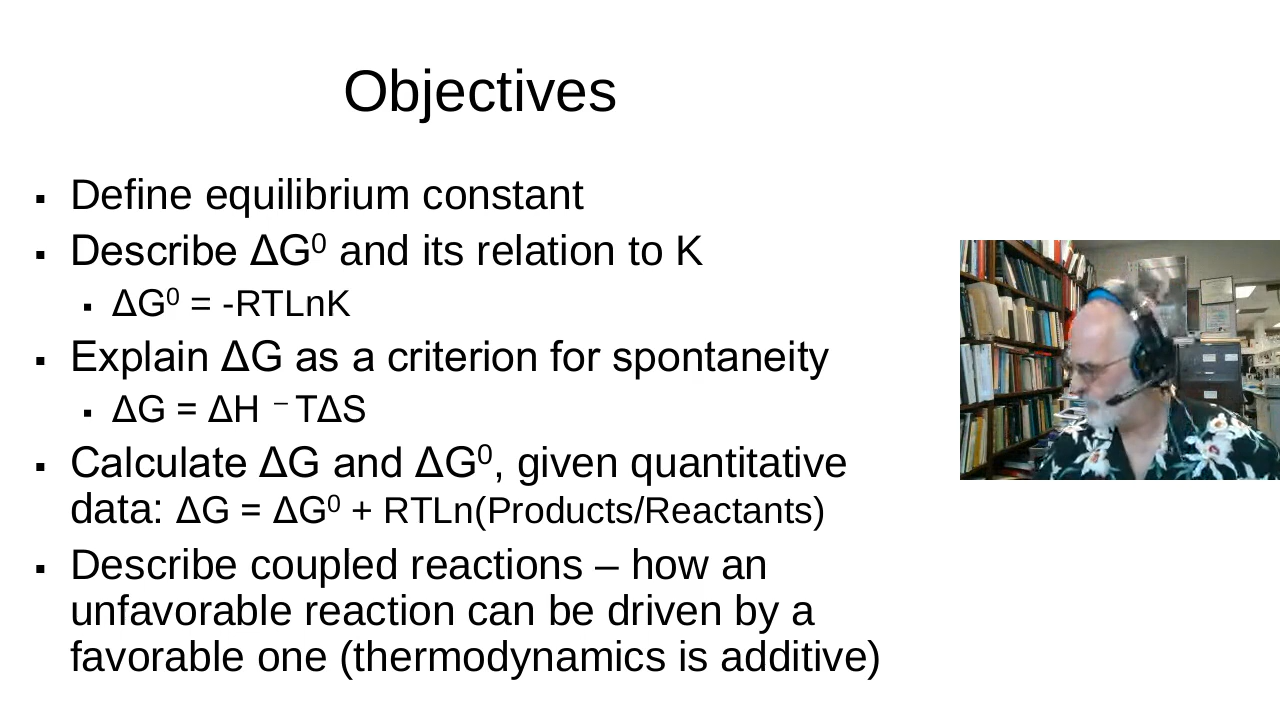 Objectives
▪ Define equilibrium constant
▪ Describe ΔG⁰ and its relation to K
▪ ΔG⁰ = -RTLnK
▪ Explain ΔG as a criterion for spontaneity
▪ ΔG = ΔH – TΔS
▪ Calculate ΔG and ΔG⁰, given quantitative
data: ΔG = ΔG⁰ + RTLn(Products/Reactants)
▪ Describe coupled reactions – how an
unfavorable reaction can be driven by a
favorable one (thermodynamics is additive)